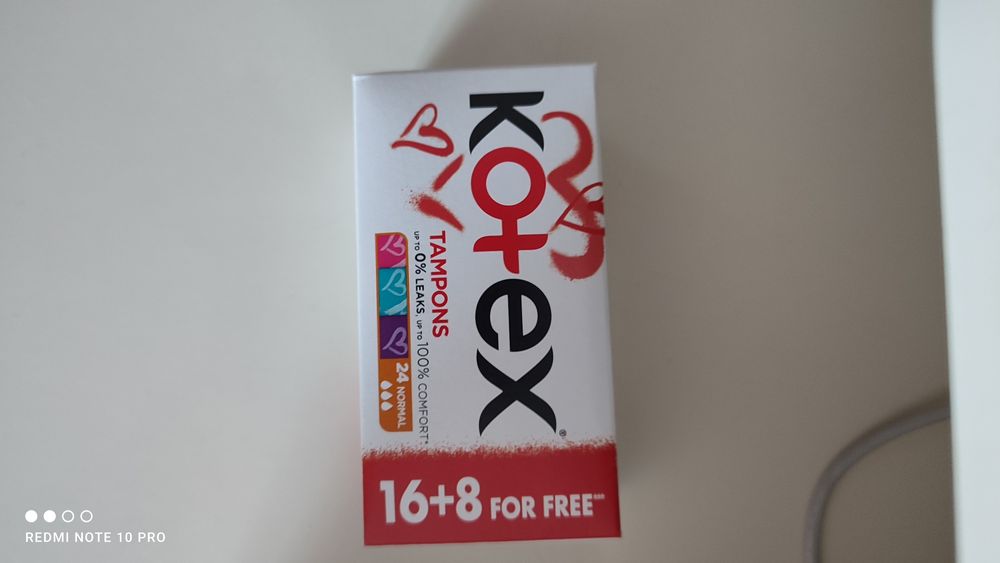 Kotex®
TAMPONS
UP TO 0% LEAKS, UP TO 100% COMFORT*
24 NORMAL
16+8 FOR FREE
REDMI NOTE 10 PRO